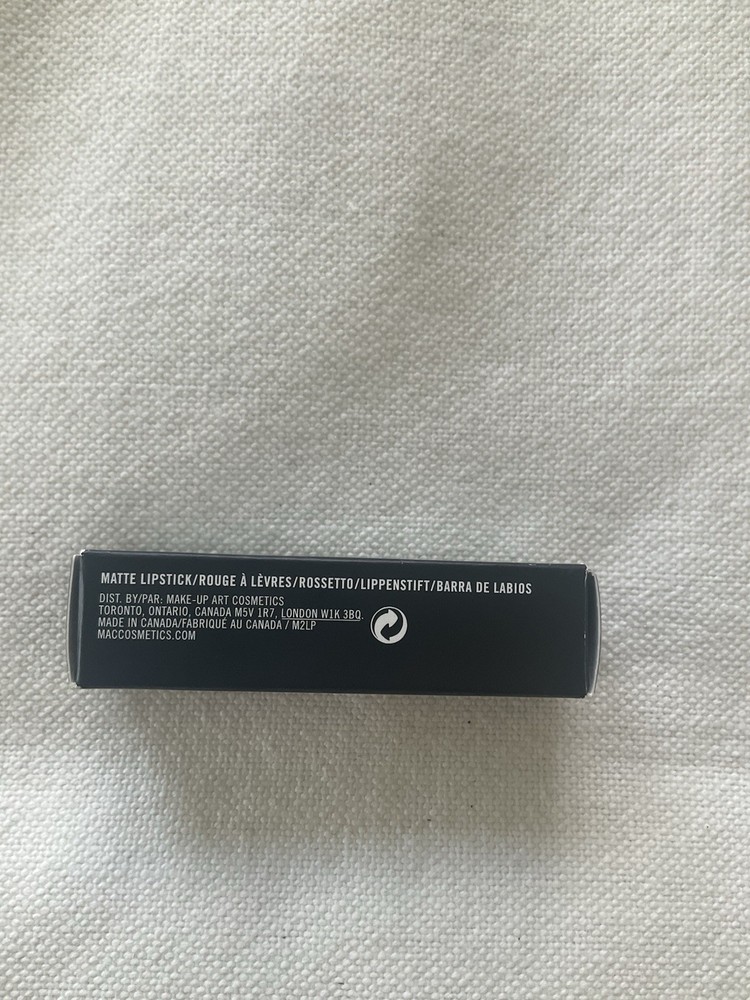 MATTE LIPSTICK/ROUGE À LÈVRES/ROSSETTO/LIPPENSTIFT/BARRA DE LABIOS
DIST. BY/PAR: MAKE-UP ART COSMETICS
TORONTO, ONTARIO, CANADA M5V 1R7, LONDON W1K 3BQ.
MADE IN CANADA/FABRIQUÉ AU CANADA / M2LP
MACCOSMETICS.COM